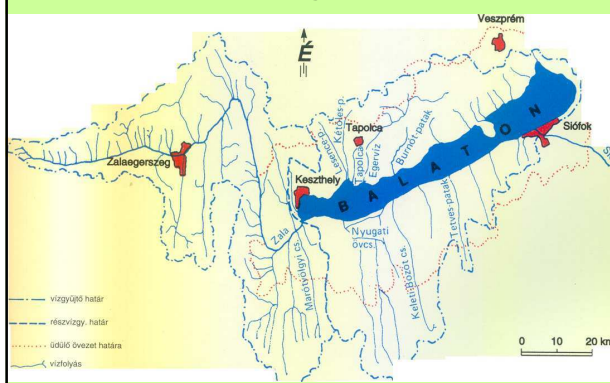 Veszprém
É
Siófok
Tapolca
Kétöles-p.
Lesence-p.
Tapolca
Egervíz
Burnót-patak
Zalaegerszeg
Keszthely
BALATON
Zala
Nyugati
övcs.
Tetves-patak
Marótvölgyi cs.
Keleti-Bozót cs.
vízgyűjtő határ
részvízgy. határ
üdülő övezet határa
vízfolyás
0 10 20 km